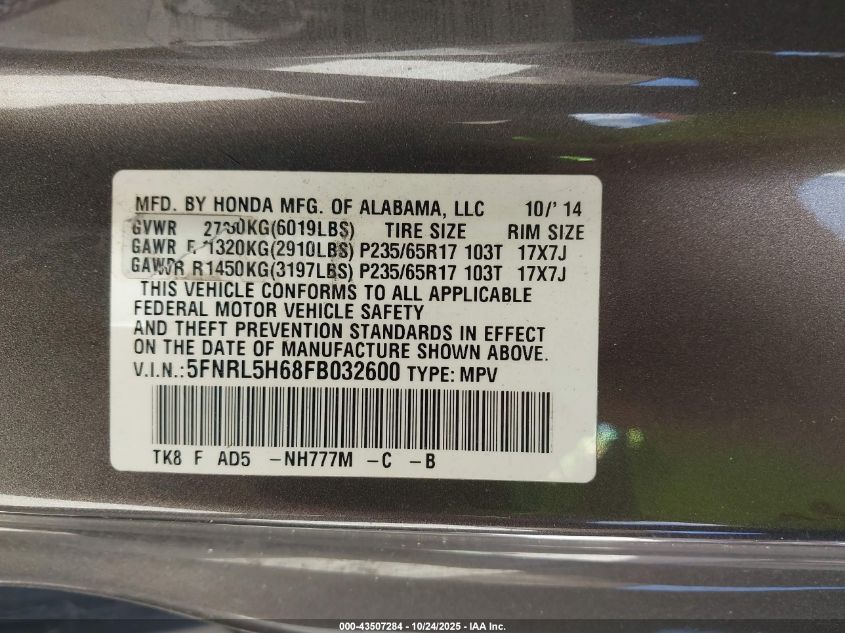 MFD. BY HONDA MFG. OF ALABAMA, LLC 10/' 14
GVWR 2730KG(6019LBS) TIRE SIZE RIM SIZE
GAWR F 1320KG(2910LBS) P235/65R17 103T 17X7J
GAWR R1450KG(3197LBS) P235/65R17 103T 17X7J
THIS VEHICLE CONFORMS TO ALL APPLICABLE
FEDERAL MOTOR VEHICLE SAFETY
AND THEFT PREVENTION STANDARDS IN EFFECT
ON THE DATE OF MANUFACTURE SHOWN ABOVE.
V.I.N.:5FNRL5H68FB032600 TYPE: MPV
TK8 F AD5 -NH777M -C -B
000-43507284 - 10/24/2025 - IAA Inc.